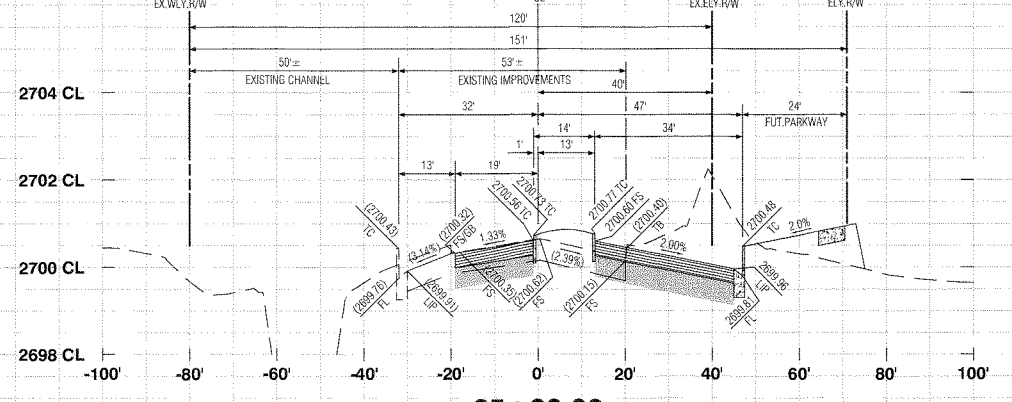 EX.WLY.R/W
EX.ELY.R/W
ELY.R/W
120'
151'
50'±
53'±
EXISTING CHANNEL
EXISTING IMPROVEMENTS
40'
2704 CL
32'
47'
24'
FUT.PARKWAY
14'
34'
1'
13'
13'
19'
2702 CL
(2700.43)
TC
(3.14%)
(2700.32)
FS/GB
1.33%
2700.56 TC
2700.73 TC
2700.77 TC
2700.60 FS
(2700.40)
TB
2.00%
2700.48
TC
2.0%
2700 CL
(2.39%)
(2699.76)
FL
(2699.91)
LIP
(2700.35)
FS
(2700.62)
FS
(2700.15)
FS
2699.96
LIP
2699.81
FL
2698 CL
-100'
-80'
-60'
-40'
-20'
0'
20'
40'
60'
80'
100'